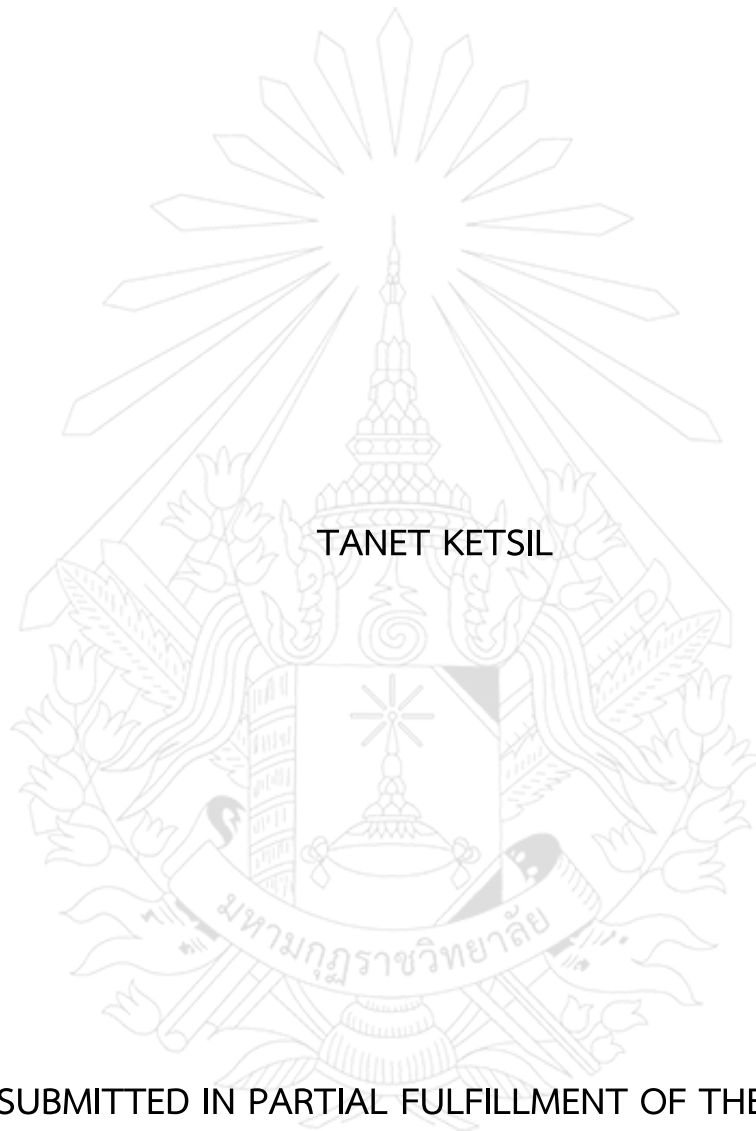 TANET KETSIL
มหามกุฏราชวิทยาลัย
SUBMITTED IN PARTIAL FULFILLMENT OF THE